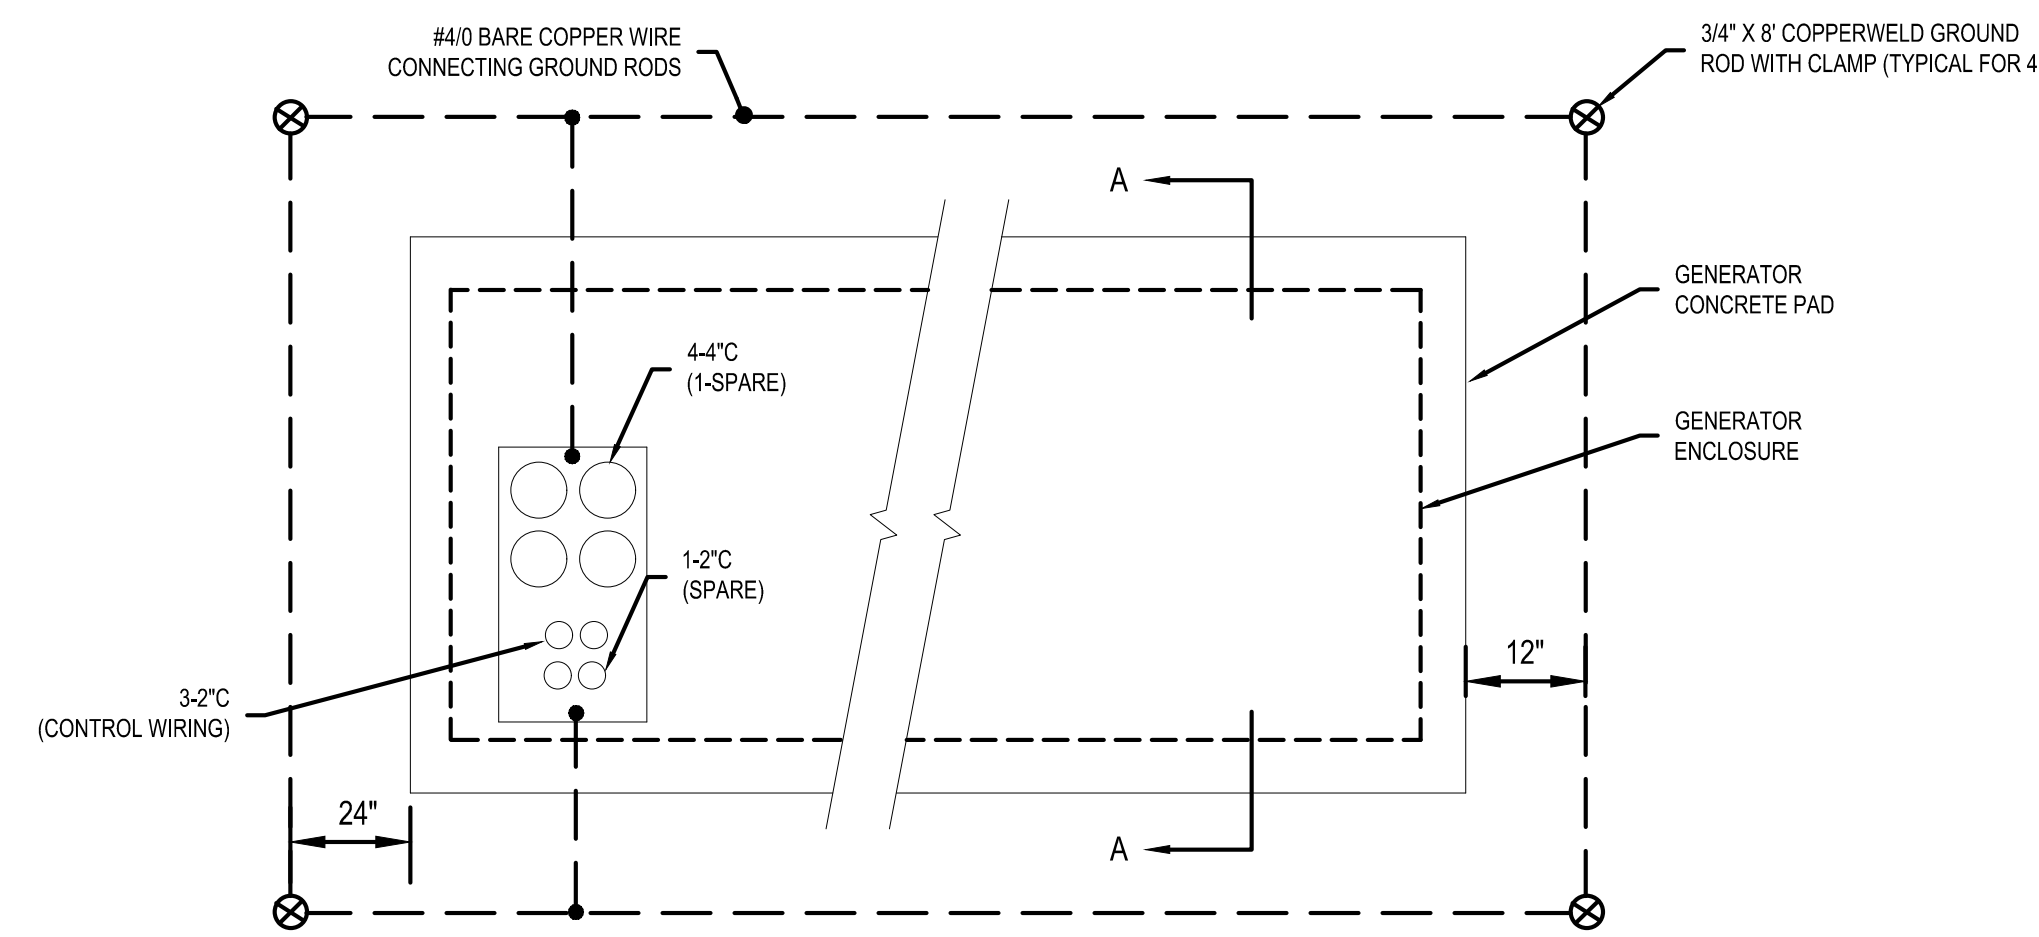 #4/0 BARE COPPER WIRE
CONNECTING GROUND RODS
3/4" X 8' COPPERWELD GROUND
ROD WITH CLAMP (TYPICAL FOR 4
A
GENERATOR
CONCRETE PAD
4-4"C
(1-SPARE)
GENERATOR
ENCLOSURE
1-2"C
(SPARE)
12"
3-2"C
(CONTROL WIRING)
24"
A